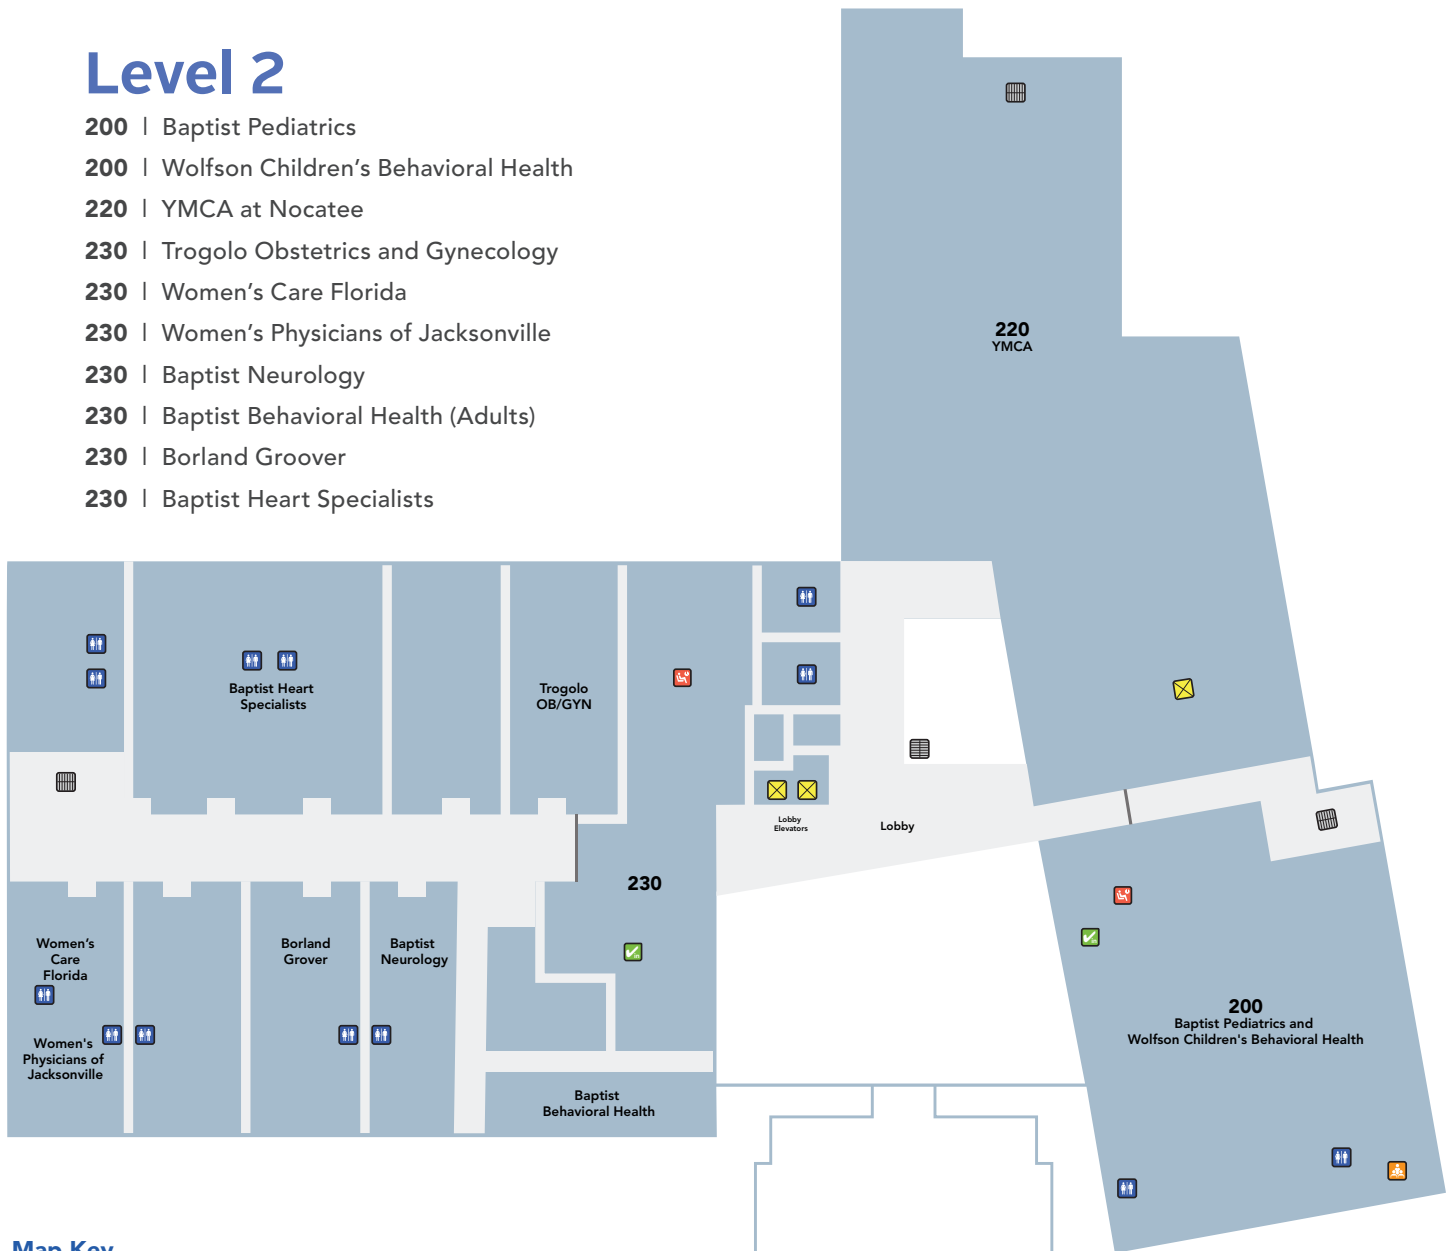 Level 2
200 | Baptist Pediatrics
200 | Wolfson Children’s Behavioral Health
220 | YMCA at Nocatee
230 | Trogolo Obstetrics and Gynecology
230 | Women’s Care Florida
230 | Women’s Physicians of Jacksonville
230 | Baptist Neurology
230 | Baptist Behavioral Health (Adults)
230 | Borland Groover
230 | Baptist Heart Specialists
220
YMCA
Baptist Heart
Specialists
Trogolo
OB/GYN
Lobby
Elevators
Lobby
230
Women’s
Care
Florida
Borland
Grover
Baptist
Neurology
Women's
Physicians of
Jacksonville
Baptist
Behavioral Health
200
Baptist Pediatrics and
Wolfson Children's Behavioral Health
Map Key